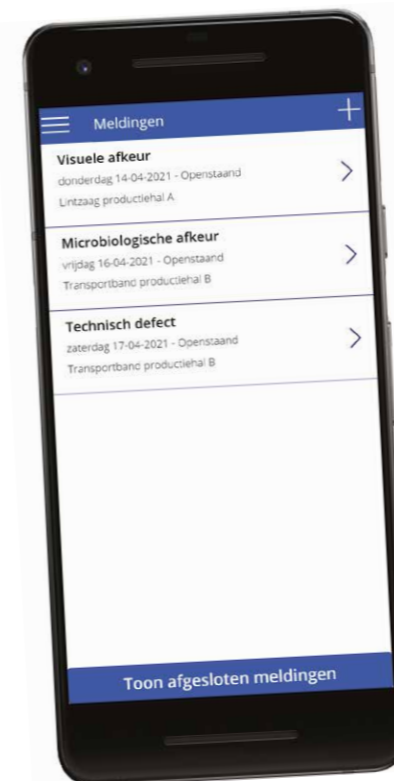 Meldingen
Visuele afkeur
donderdag 14-04-2021 - Openstaand
Lintzaag productiehal A
Microbiologische afkeur
vrijdag 16-04-2021 - Openstaand
Transportband productiehal B
Technisch defect
zaterdag 17-04-2021 - Openstaand
Transportband productiehal B
Toon afgesloten meldingen